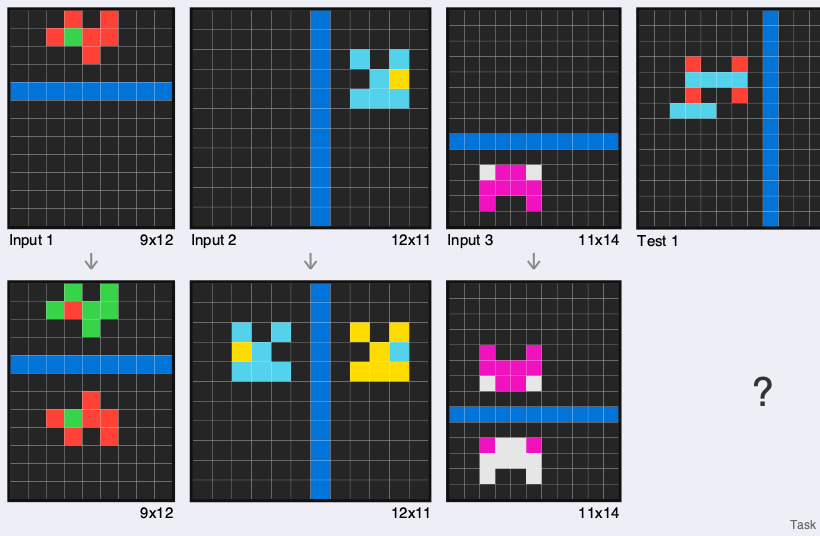 Input 1 9x12
Input 2 12x11
Input 3 11x14
Test 1
9x12
12x11
11x14
?
Task